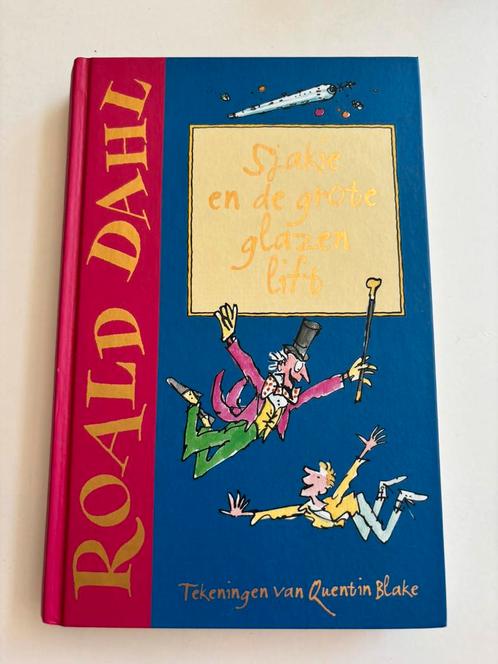 ROALD DAHL
Sjakie
en de grote
glazen
lift
Tekeningen van Quentin Blake